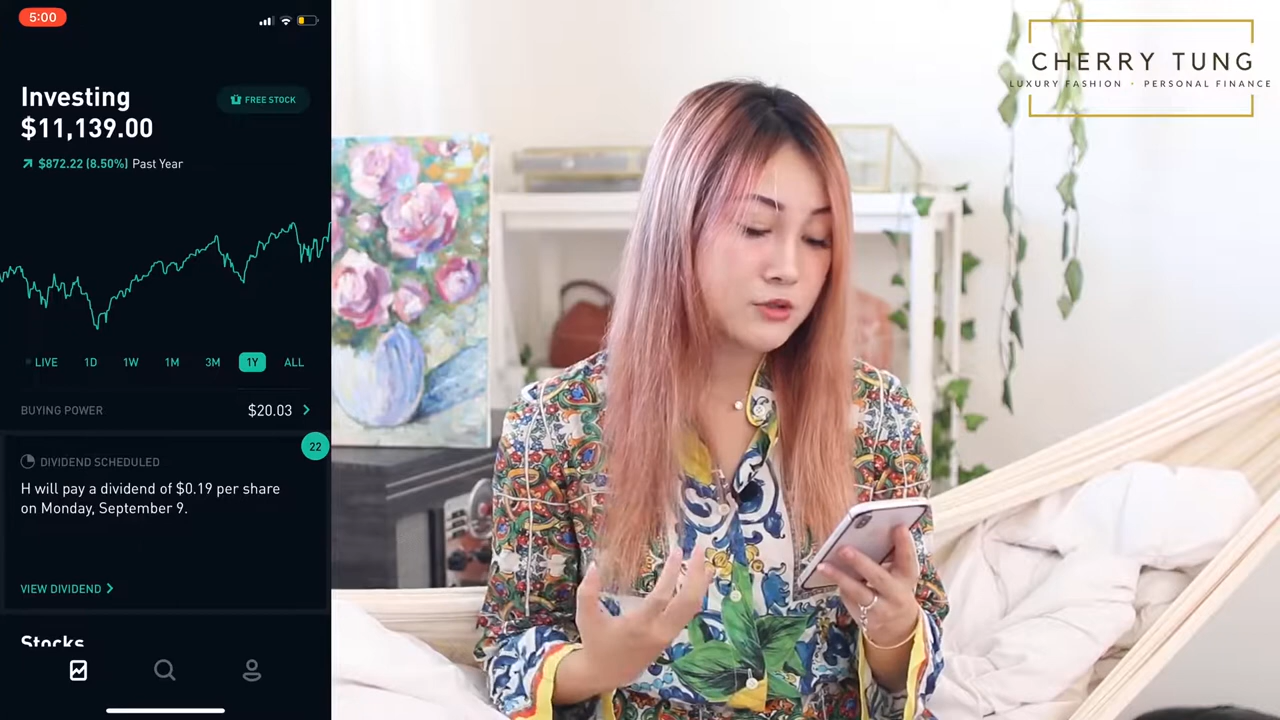 5:00
CHERRY TUNG
LUXURY FASHION · PERSONAL FINANCE
Investing
$11,139.00
FREE STOCK
$872.22 (8.50%) Past Year
LIVE 1D 1W 1M 3M 1Y ALL
BUYING POWER $20.03
22
DIVIDEND SCHEDULED
H will pay a dividend of $0.19 per share
on Monday, September 9.
VIEW DIVIDEND
Stocks